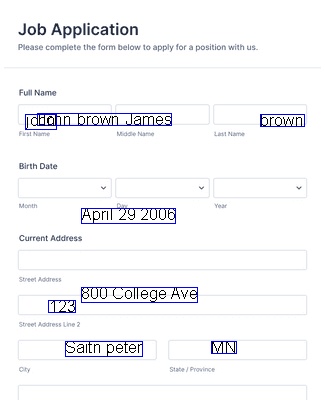 Job Application
Please complete the form below to apply for a position with us.
Full Name
john brown James brown
First Name Middle Name Last Name
Birth Date
Month Day Year
April 29 2006
Current Address
Street Address
800 College Ave
123
Street Address Line 2
Saitn peter MN
City State / Province